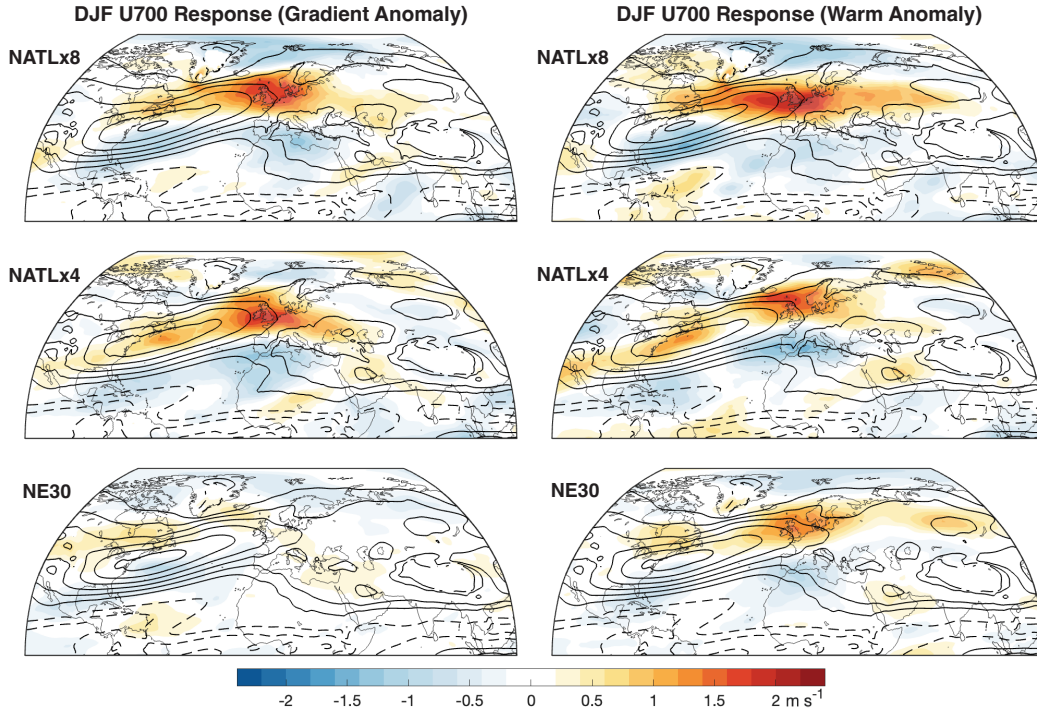 DJF U700 Response (Gradient Anomaly)
DJF U700 Response (Warm Anomaly)
NATLx8
NATLx8
NATLx4
NATLx4
NE30
NE30
-2 -1.5 -1 -0.5 0 0.5 1 1.5 2 m s⁻¹